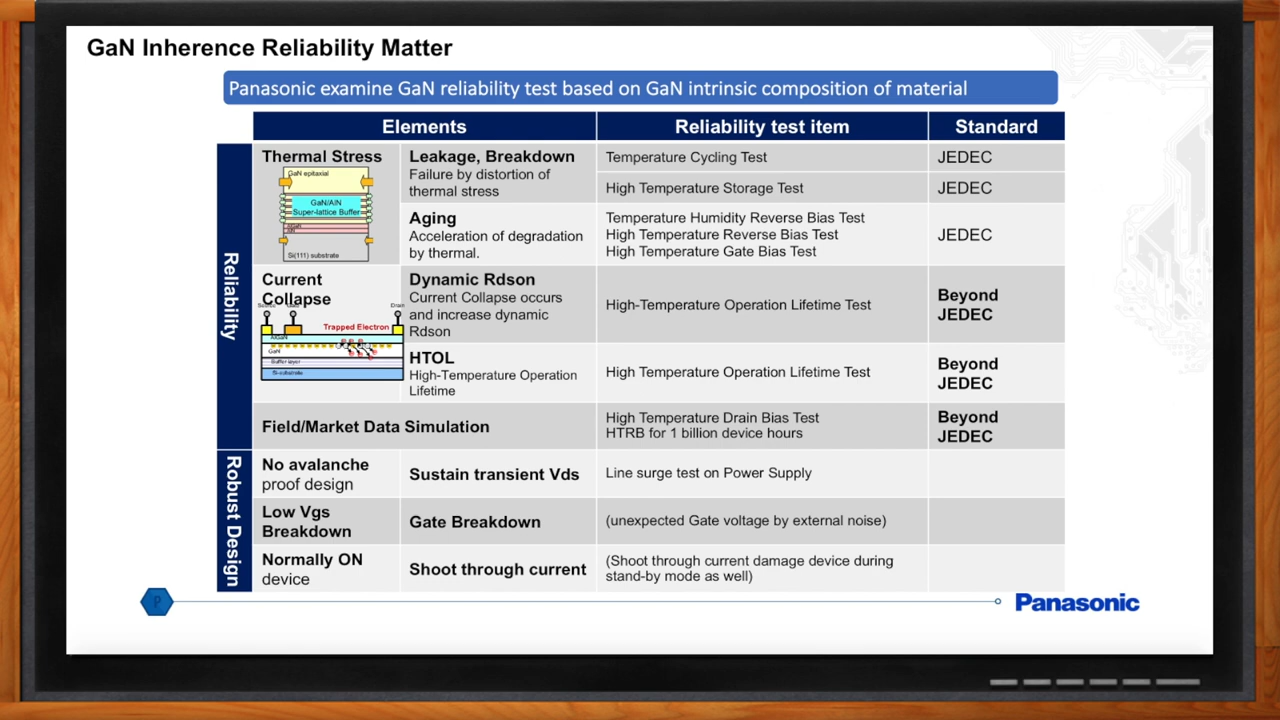 GaN Inherence Reliability Matter
Panasonic examine GaN reliability test based on GaN intrinsic composition of material
Elements
Reliability test item
Standard
Reliability
Thermal Stress
GaN epitaxial
GaN/AlN
Super-lattice Buffer
AlGaN
AlN
Si(111) substrate
Leakage, Breakdown
Failure by distortion of
thermal stress
Temperature Cycling Test
JEDEC
High Temperature Storage Test
JEDEC
Aging
Acceleration of degradation
by thermal.
Temperature Humidity Reverse Bias Test
High Temperature Reverse Bias Test
High Temperature Gate Bias Test
JEDEC
Current
Collapse
Drain
Trapped Electron
AlGaN
GaN
Buffer layer
Si-substrate
Dynamic Rdson
Current Collapse occurs
and increase dynamic
Rdson
High-Temperature Operation Lifetime Test
Beyond
JEDEC
HTOL
High-Temperature Operation
Lifetime
High Temperature Operation Lifetime Test
Beyond
JEDEC
Field/Market Data Simulation
High Temperature Drain Bias Test
HTRB for 1 billion device hours
Beyond
JEDEC
Robust Design
No avalanche
proof design
Sustain transient Vds
Line surge test on Power Supply
Low Vgs
Breakdown
Gate Breakdown
(unexpected Gate voltage by external noise)
Normally ON
device
Shoot through current
(Shoot through current damage device during
stand-by mode as well)
P
Panasonic